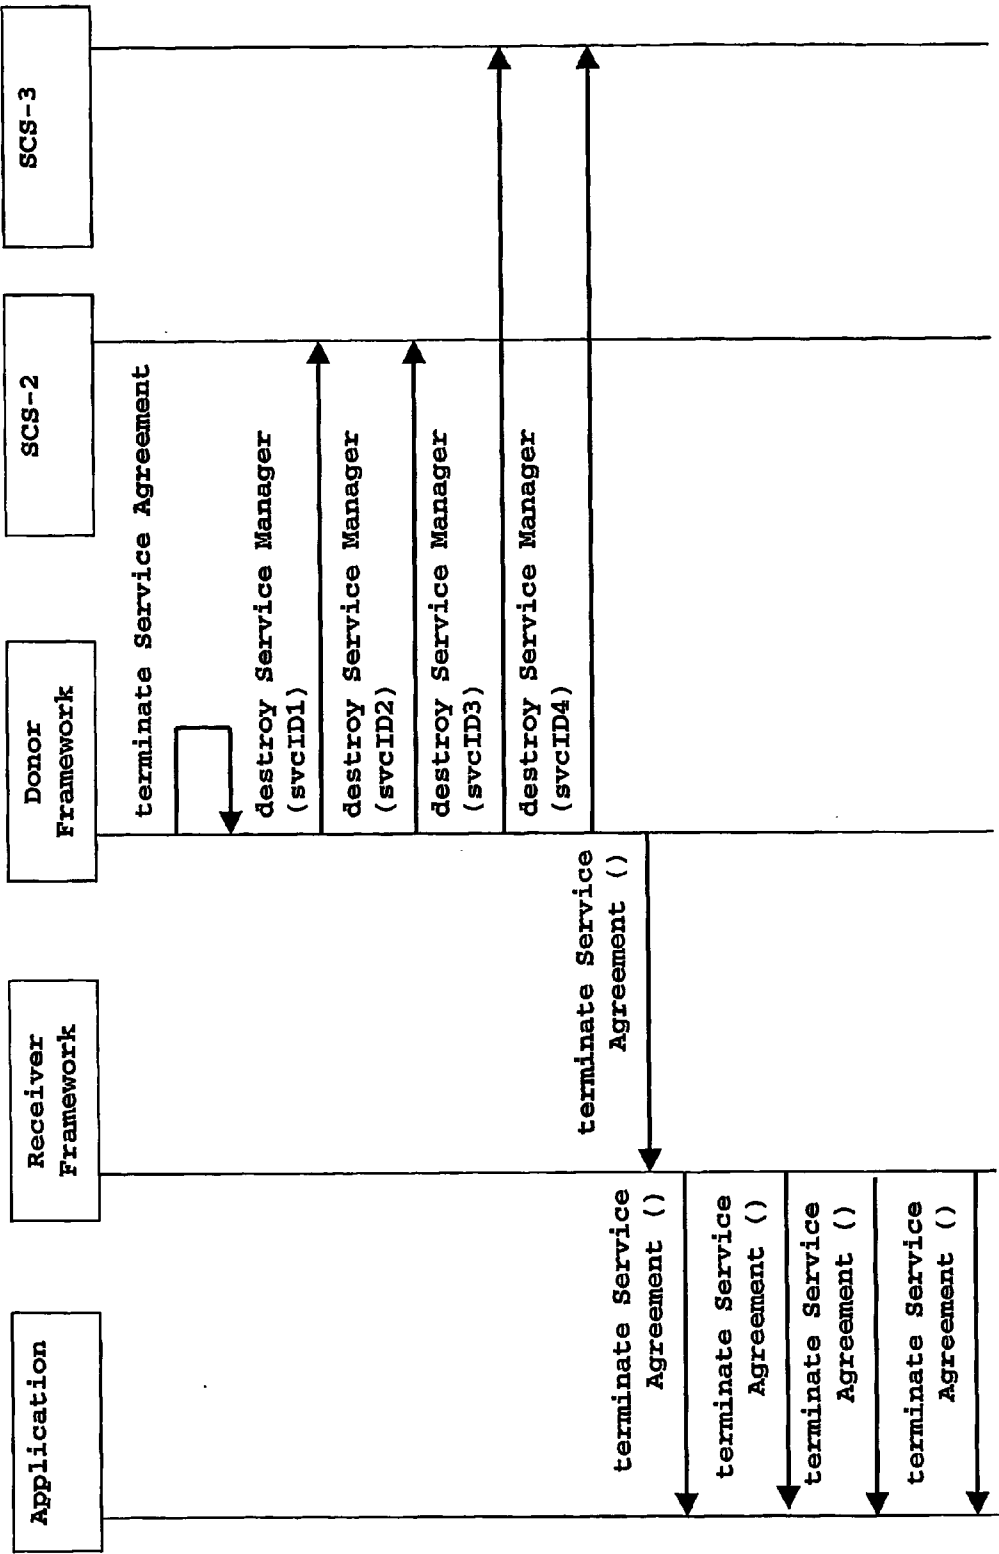 Application
Receiver
Framework
Donor
Framework
SCS-2
SCS-3
terminate Service Agreement
destroy Service Manager
(svcID1)
destroy Service Manager
(svcID2)
destroy Service Manager
(svcID3)
destroy Service Manager
(svcID4)
terminate Service
Agreement ()
terminate Service
Agreement ()
terminate Service
Agreement ()
terminate Service
Agreement ()
terminate Service
Agreement ()